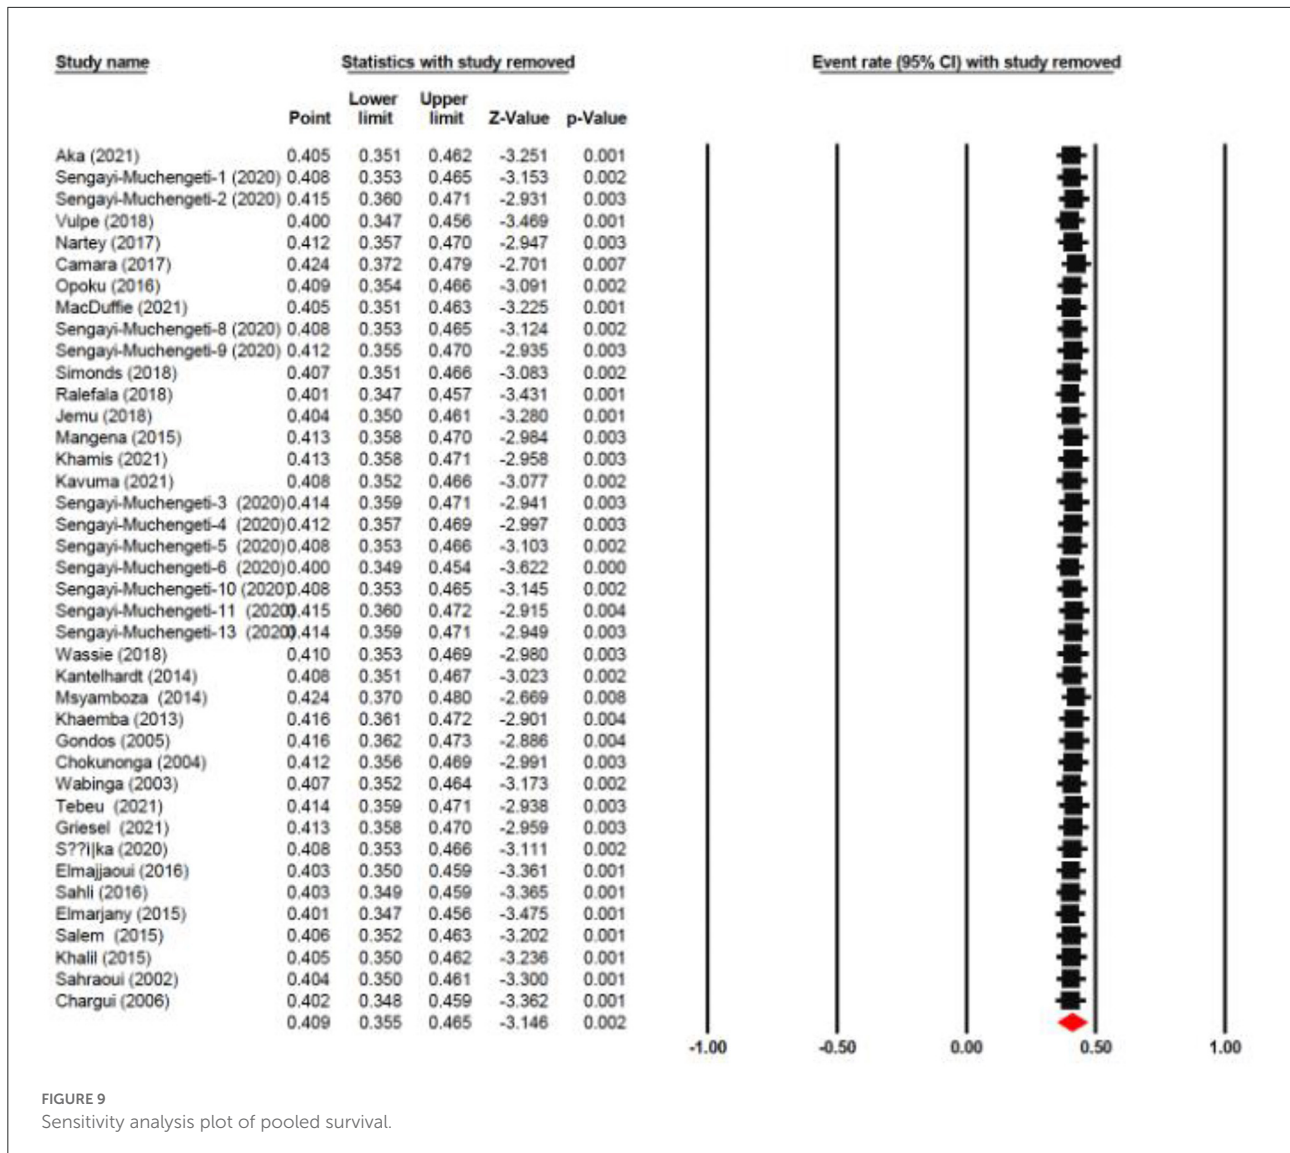 Study name Statistics with study removed Event rate (95% CI) with study removed
Lower Upper
Point limit limit Z-Value p-Value
Aka (2021) 0.405 0.351 0.462 -3.251 0.001
Sengayi-Muchengeti-1 (2020) 0.408 0.353 0.465 -3.153 0.002
Sengayi-Muchengeti-2 (2020) 0.415 0.360 0.471 -2.931 0.003
Vulpe (2018) 0.400 0.347 0.456 -3.469 0.001
Nartey (2017) 0.412 0.357 0.470 -2.947 0.003
Camara (2017) 0.424 0.372 0.479 -2.701 0.007
Opoku (2016) 0.409 0.354 0.466 -3.091 0.002
MacDuffie (2021) 0.405 0.351 0.463 -3.225 0.001
Sengayi-Muchengeti-8 (2020) 0.408 0.353 0.465 -3.124 0.002
Sengayi-Muchengeti-9 (2020) 0.412 0.355 0.470 -2.935 0.003
Simonds (2018) 0.407 0.351 0.466 -3.083 0.002
Ralefala (2018) 0.401 0.347 0.457 -3.431 0.001
Jemu (2018) 0.404 0.350 0.461 -3.280 0.001
Mangena (2015) 0.413 0.358 0.470 -2.984 0.003
Khamis (2021) 0.413 0.358 0.471 -2.958 0.003
Kavuma (2021) 0.408 0.352 0.466 -3.077 0.002
Sengayi-Muchengeti-3 (2020) 0.414 0.359 0.471 -2.941 0.003
Sengayi-Muchengeti-4 (2020) 0.412 0.357 0.469 -2.997 0.003
Sengayi-Muchengeti-5 (2020) 0.408 0.353 0.466 -3.103 0.002
Sengayi-Muchengeti-6 (2020) 0.400 0.349 0.454 -3.622 0.000
Sengayi-Muchengeti-10 (2020) 0.408 0.353 0.465 -3.145 0.002
Sengayi-Muchengeti-11 (2020) 0.415 0.360 0.472 -2.915 0.004
Sengayi-Muchengeti-13 (2020) 0.414 0.359 0.471 -2.949 0.003
Wassie (2018) 0.410 0.353 0.469 -2.980 0.003
Kantelhardt (2014) 0.408 0.351 0.467 -3.023 0.002
Msyamboza (2014) 0.424 0.370 0.480 -2.669 0.008
Khaemba (2013) 0.416 0.361 0.472 -2.901 0.004
Gondos (2005) 0.416 0.362 0.473 -2.886 0.004
Chokunonga (2004) 0.412 0.356 0.469 -2.991 0.003
Wabinga (2003) 0.407 0.352 0.464 -3.173 0.002
Tebeu (2021) 0.414 0.359 0.471 -2.938 0.003
Griesel (2021) 0.413 0.358 0.470 -2.959 0.003
S??i|ka (2020) 0.408 0.353 0.466 -3.111 0.002
Elmajjaoui (2016) 0.403 0.350 0.459 -3.361 0.001
Sahli (2016) 0.403 0.349 0.459 -3.365 0.001
Elmarjany (2015) 0.401 0.347 0.456 -3.475 0.001
Salem (2015) 0.406 0.352 0.463 -3.202 0.001
Khalil (2015) 0.405 0.350 0.462 -3.236 0.001
Sahraoui (2002) 0.404 0.350 0.461 -3.300 0.001
Chargui (2006) 0.402 0.348 0.459 -3.362 0.001
0.409 0.355 0.465 -3.146 0.002
-1.00 -0.50 0.00 0.50 1.00
FIGURE 9
Sensitivity analysis plot of pooled survival.